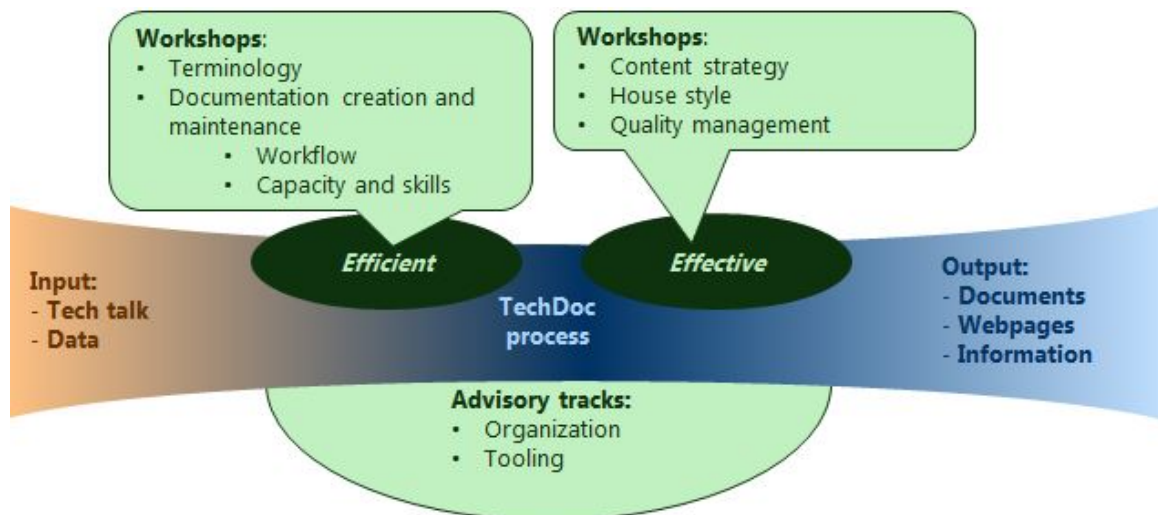 Workshops:
• Terminology
• Documentation creation and
maintenance
• Workflow
• Capacity and skills
Workshops:
• Content strategy
• House style
• Quality management
Efficient
Effective
Input:
- Tech talk
- Data
TechDoc
process
Output:
- Documents
- Webpages
- Information
Advisory tracks:
• Organization
• Tooling